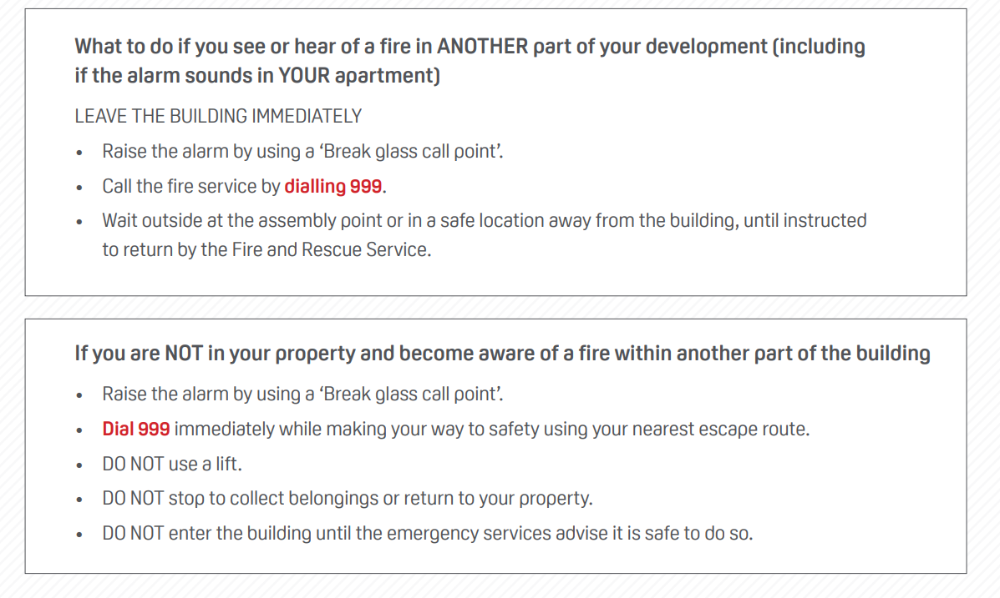 What to do if you see or hear of a fire in ANOTHER part of your development (including
if the alarm sounds in YOUR apartment)
LEAVE THE BUILDING IMMEDIATELY
• Raise the alarm by using a ‘Break glass call point’.
• Call the fire service by dialling 999.
• Wait outside at the assembly point or in a safe location away from the building, until instructed
to return by the Fire and Rescue Service.
If you are NOT in your property and become aware of a fire within another part of the building
• Raise the alarm by using a ‘Break glass call point’.
• Dial 999 immediately while making your way to safety using your nearest escape route.
• DO NOT use a lift.
• DO NOT stop to collect belongings or return to your property.
• DO NOT enter the building until the emergency services advise it is safe to do so.